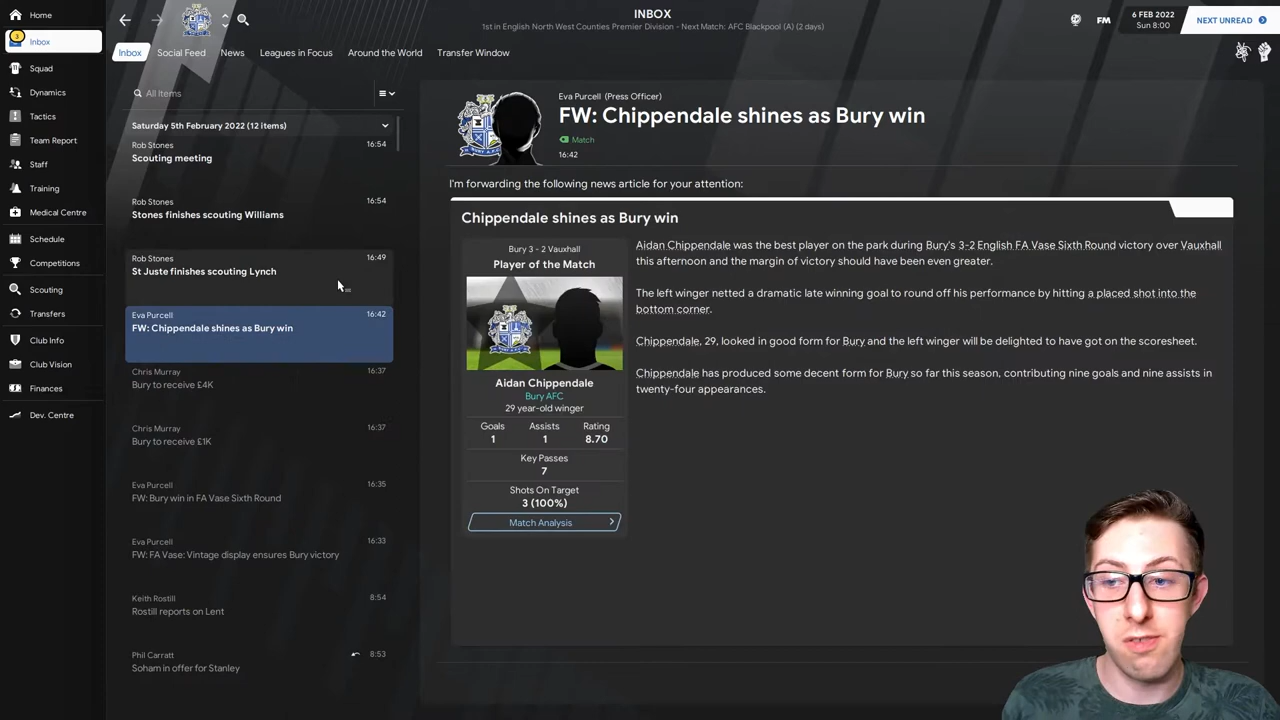 Home
3
Inbox
Squad
Dynamics
Tactics
Team Report
Staff
Training
Medical Centre
Schedule
Competitions
Scouting
Transfers
Club Info
Club Vision
Finances
Dev. Centre
INBOX
1st in English North West Counties Premier Division - Next Match: AFC Blackpool (A) (2 days)
FM
6 FEB 2022
Sun 8:00
NEXT UNREAD
Inbox
Social Feed
News
Leagues in Focus
Around the World
Transfer Window
All Items
Saturday 5th February 2022 (12 items)
Rob Stones 16:54
Scouting meeting
Rob Stones 16:54
Stones finishes scouting Williams
Rob Stones 16:49
St Juste finishes scouting Lynch
Eva Purcell 16:42
FW: Chippendale shines as Bury win
Chris Murray 16:37
Bury to receive £4K
Chris Murray 16:37
Bury to receive £1K
Eva Purcell 16:35
FW: Bury win in FA Vase Sixth Round
Eva Purcell 16:33
FW: FA Vase: Vintage display ensures Bury victory
Keith Rostill 8:54
Rostill reports on Lent
Phil Carratt 8:53
Soham in offer for Stanley
Eva Purcell (Press Officer)
FW: Chippendale shines as Bury win
Match
16:42
I'm forwarding the following news article for your attention:
Chippendale shines as Bury win
Bury 3 - 2 Vauxhall
Player of the Match
Aidan Chippendale
Bury AFC
29 year-old winger
Goals Assists Rating
1 1 8.70
Key Passes
7
Shots On Target
3 (100%)
Match Analysis
Aidan Chippendale was the best player on the park during Bury's 3-2 English FA Vase Sixth Round victory over Vauxhall
this afternoon and the margin of victory should have been even greater.
The left winger netted a dramatic late winning goal to round off his performance by hitting a placed shot into the
bottom corner.
Chippendale, 29, looked in good form for Bury and the left winger will be delighted to have got on the scoresheet.
Chippendale has produced some decent form for Bury so far this season, contributing nine goals and nine assists in
twenty-four appearances.